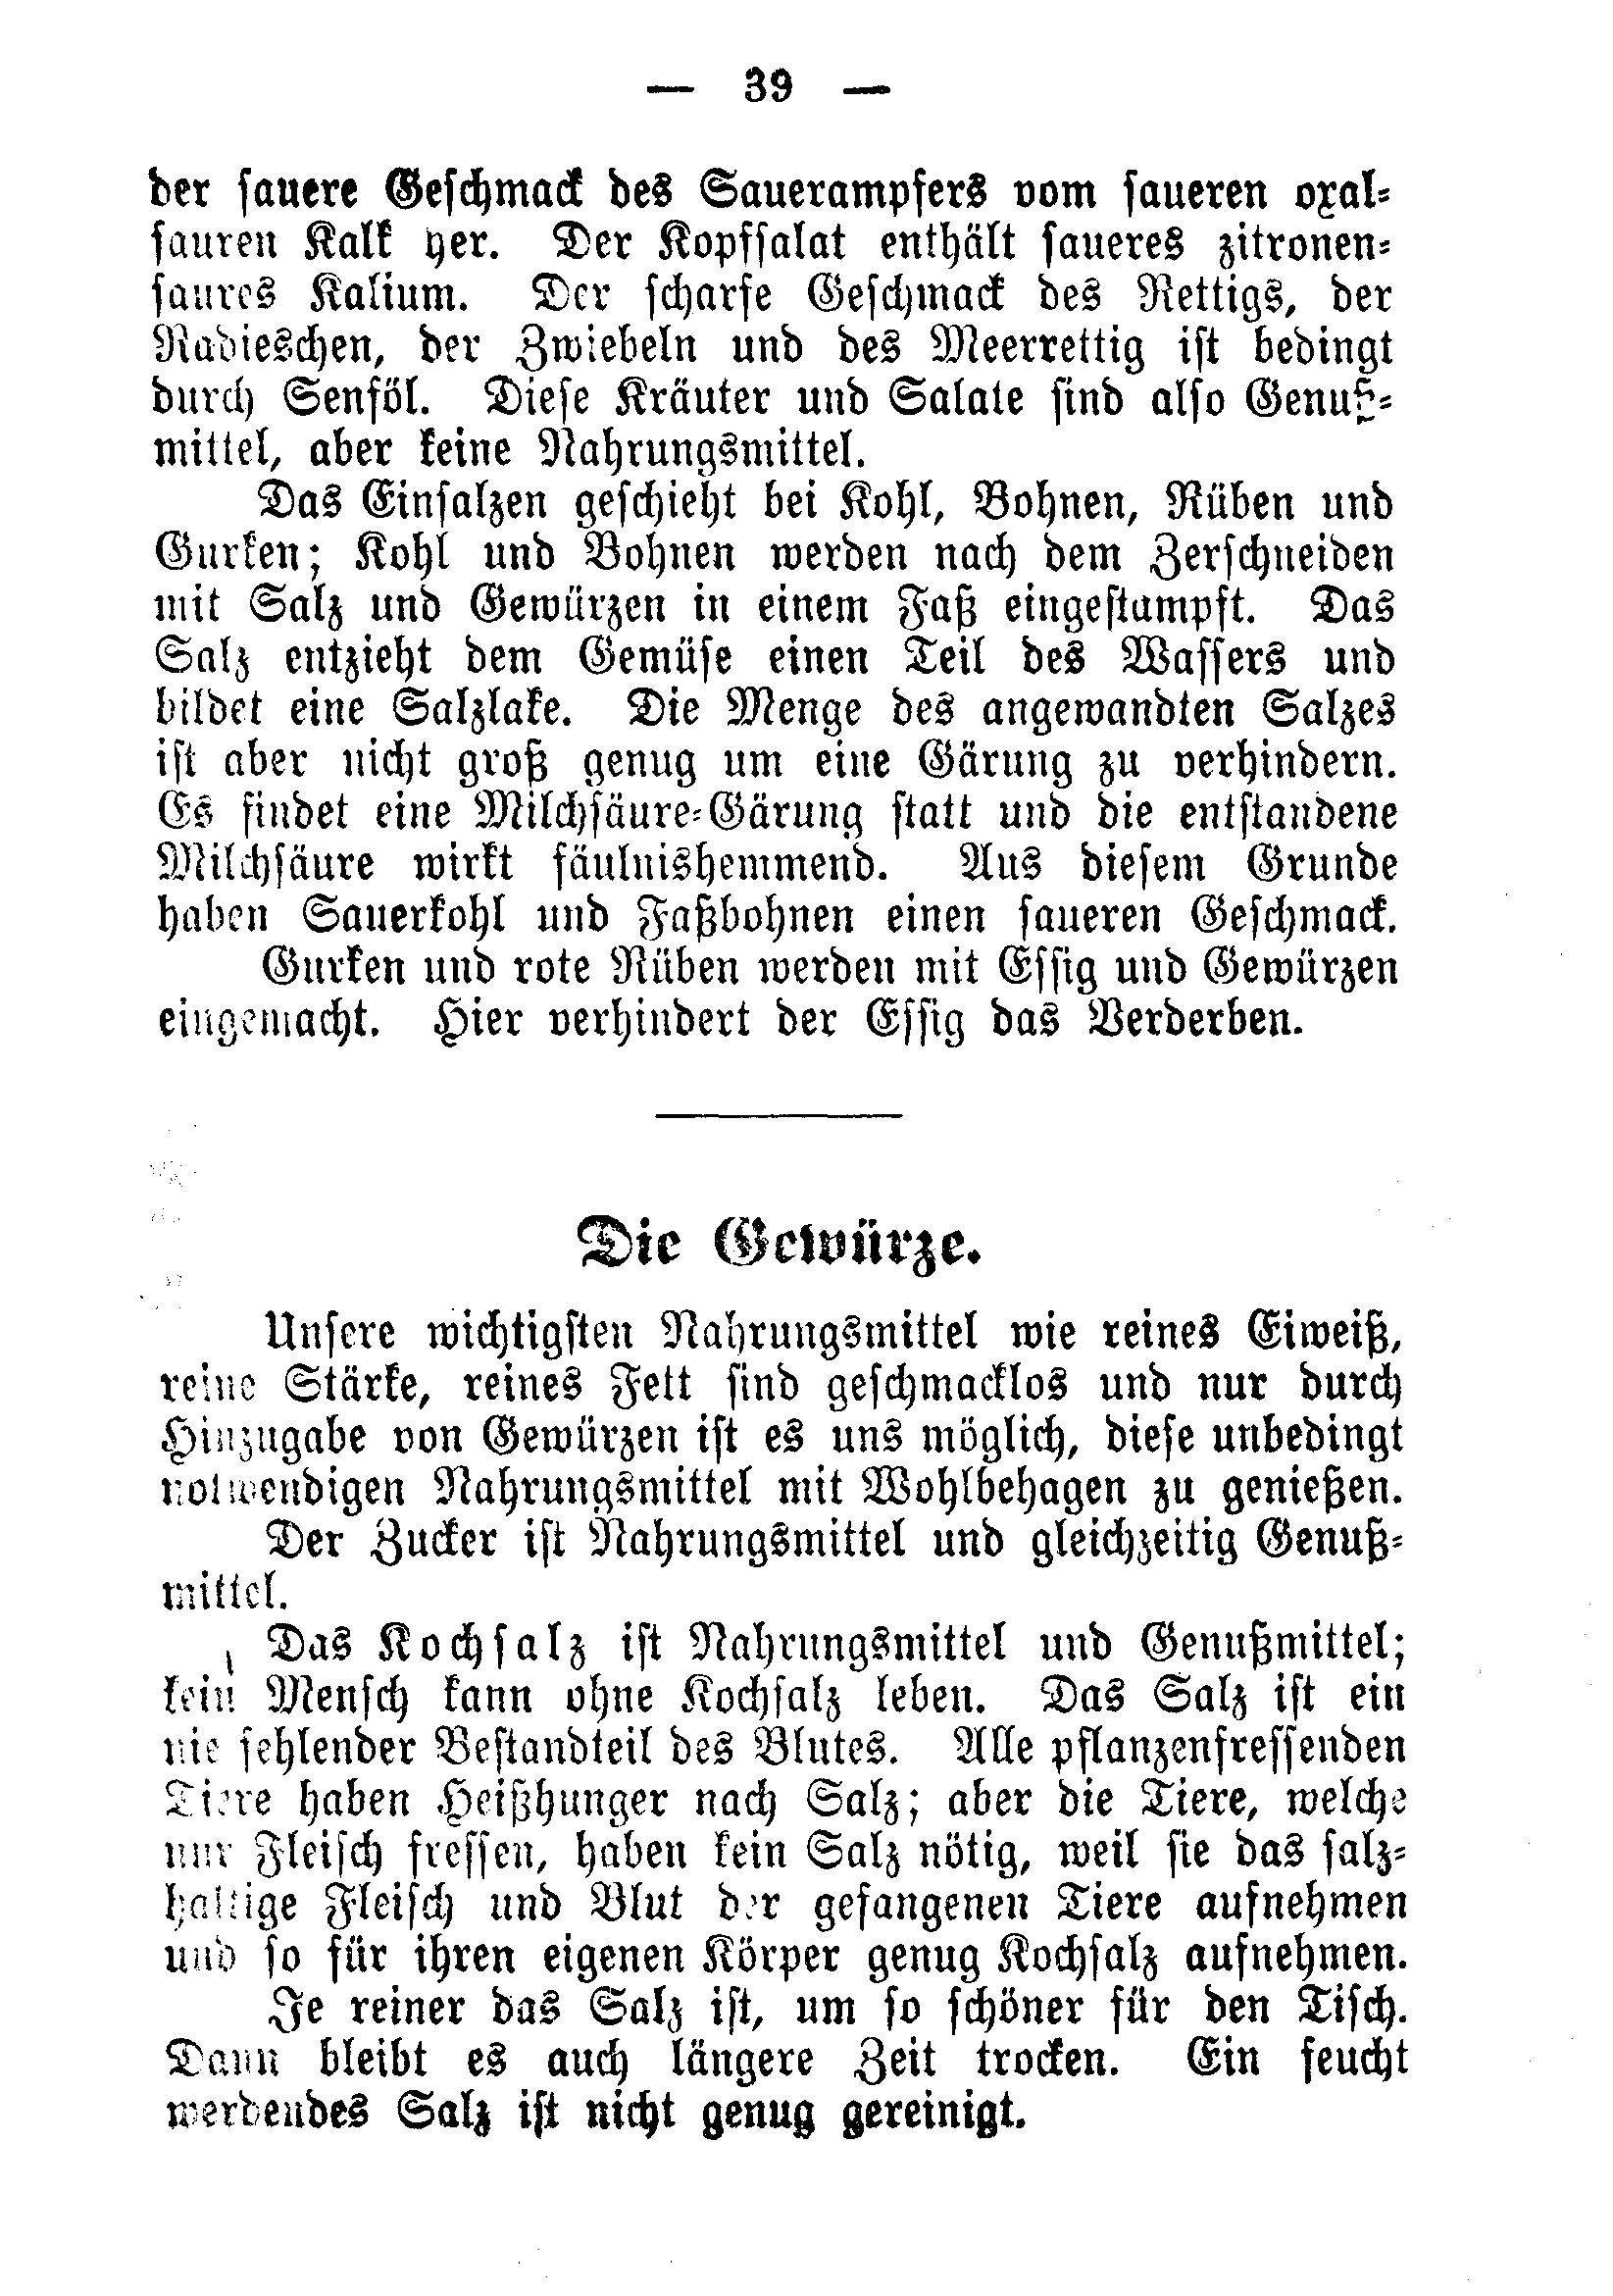 — 39 —
der sauere Geschmack des Sauerampfers vom saueren oxal-
sauren Kalk her. Der Kopfsalat enthält saueres zitronen-
saures Kalium. Der scharfe Geschmack des Rettigs, der
Radieschen, der Zwiebeln und des Meerrettig ist bedingt
durch Senföl. Diese Kräuter und Salate sind also Genuß-
mittel, aber keine Nahrungsmittel.
Das Einsalzen geschieht bei Kohl, Bohnen, Rüben und
Gurken; Kohl und Bohnen werden nach dem Zerschneiden
mit Salz und Gewürzen in einem Faß eingestampft. Das
Salz entzieht dem Gemüse einen Teil des Wassers und
bildet eine Salzlake. Die Menge des angewandten Salzes
ist aber nicht groß genug um eine Gärung zu verhindern.
Es findet eine Milchsäure-Gärung statt und die entstandene
Milchsäure wirkt fäulnishemmend. Aus diesem Grunde
haben Sauerkohl und Faßbohnen einen saueren Geschmack.
Gurken und rote Rüben werden mit Essig und Gewürzen
eingemacht. Hier verhindert der Essig das Verderben.
Die Gewürze.
Unsere wichtigsten Nahrungsmittel wie reines Eiweiß,
reine Stärke, reines Fett sind geschmacklos und nur durch
Hinzugabe von Gewürzen ist es uns möglich, diese unbedingt
notwendigen Nahrungsmittel mit Wohlbehagen zu genießen.
Der Zucker ist Nahrungsmittel und gleichzeitig Genuß-
mittel.
Das Kochsalz ist Nahrungsmittel und Genußmittel;
kein Mensch kann ohne Kochsalz leben. Das Salz ist ein
nie fehlender Bestandteil des Blutes. Alle pflanzenfressenden
Tiere haben Heißhunger nach Salz; aber die Tiere, welche
nur Fleisch fressen, haben kein Salz nötig, weil sie das salz-
haltige Fleisch und Blut der gefangenen Tiere aufnehmen
und so für ihren eigenen Körper genug Kochsalz aufnehmen.
Je reiner das Salz ist, um so schöner für den Tisch.
Dann bleibt es auch längere Zeit trocken. Ein feucht
werdendes Salz ist nicht genug gereinigt.